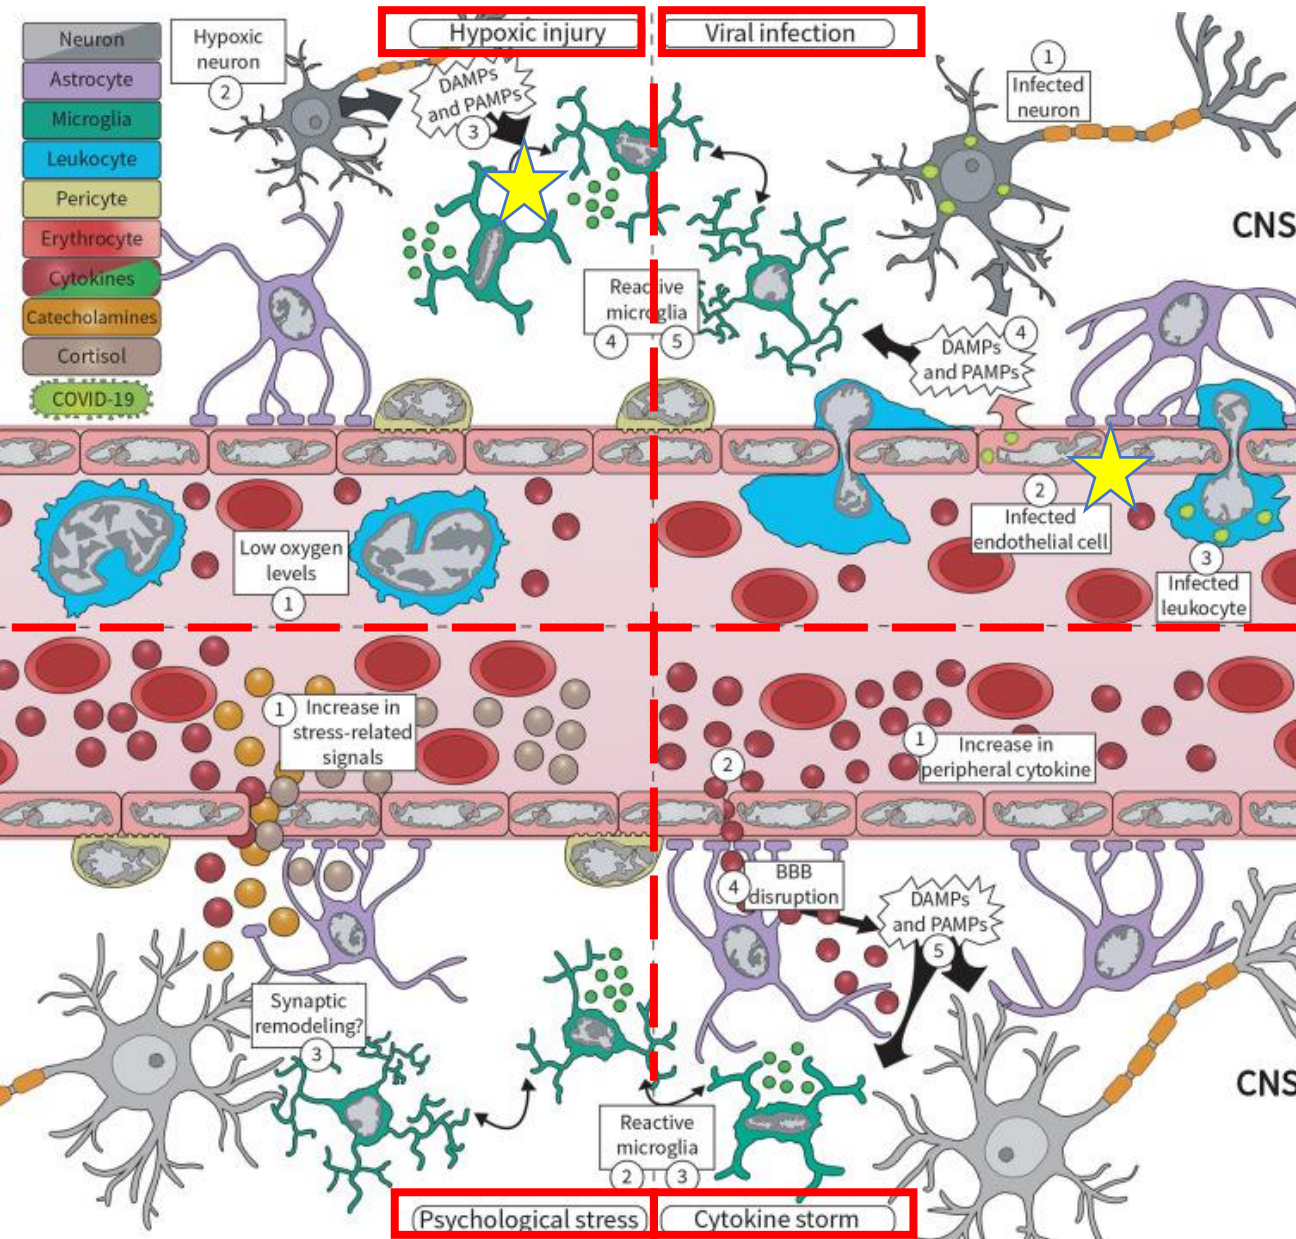 Neuron
Astrocyte
Microglia
Leukocyte
Pericyte
Erythrocyte
Cytokines
Catecholamines
Cortisol
COVID-19
Hypoxic injury
Hypoxic
neuron
2
DAMPs
and PAMPs
3
Viral infection
1
Infected
neuron
CNS
Reactive
microglia
4
5
4
DAMPs
and PAMPs
Low oxygen
levels
1
2
Infected
endothelial cell
3
Infected
leukocyte
1
Increase in
stress-related
signals
1
Increase in
peripheral cytokine
2
4
BBB
disruption
DAMPs
and PAMPs
5
Synaptic
remodeling?
3
CNS
Reactive
microglia
2
3
Psychological stress
Cytokine storm